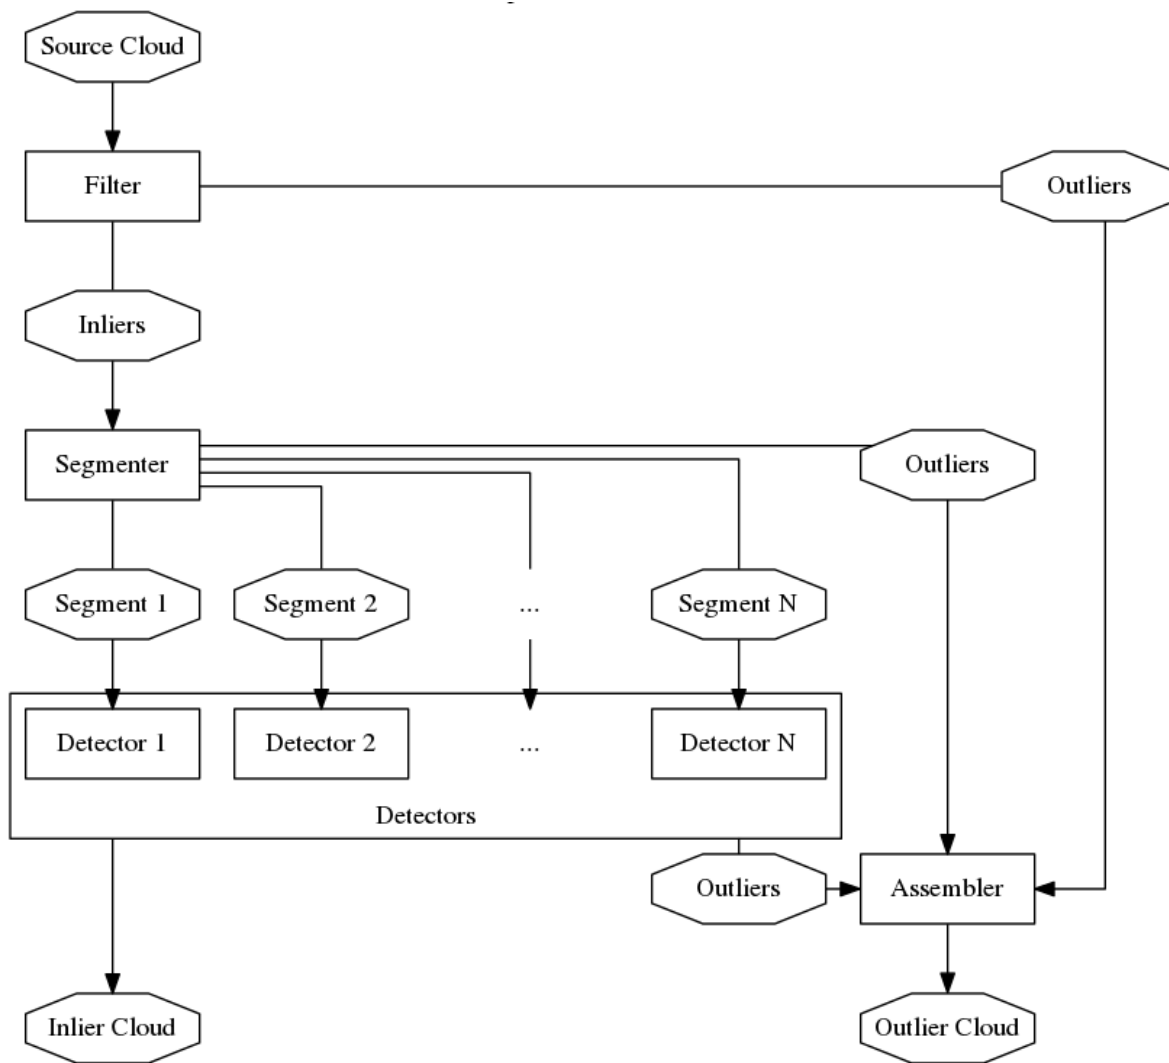 Source Cloud
Filter
Outliers
Inliers
Segmenter
Outliers
Segment 1
Segment 2
...
Segment N
Detector 1
Detector 2
...
Detector N
Detectors
Outliers
Assembler
Inlier Cloud
Outlier Cloud